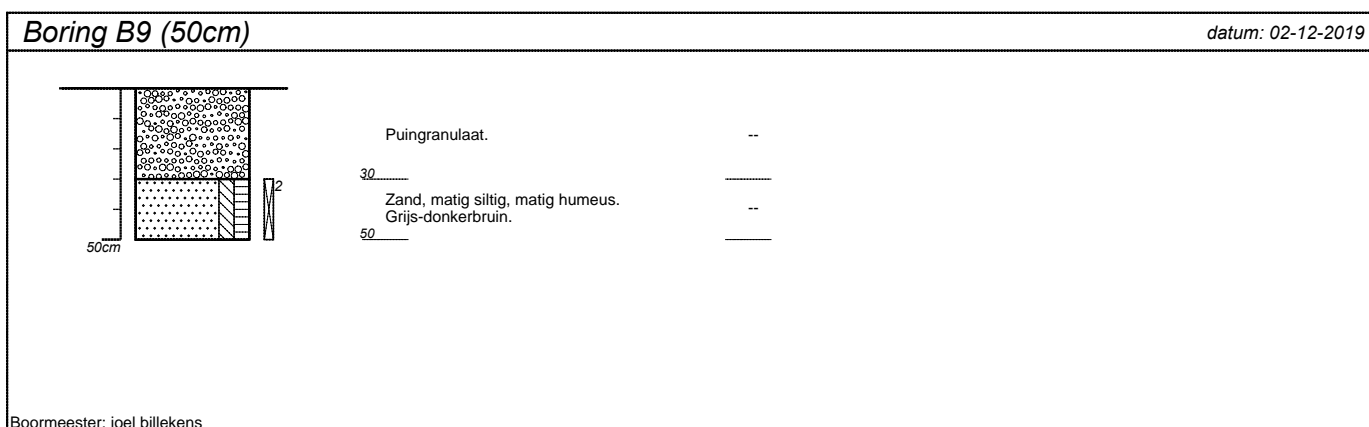 Boring B9 (50cm)
datum: 02-12-2019
Puingranulaat.
--
30
2
Zand, matig siltig, matig humeus.
Grijs-donkerbruin.
--
50
50cm
Boormeester: joel billekens